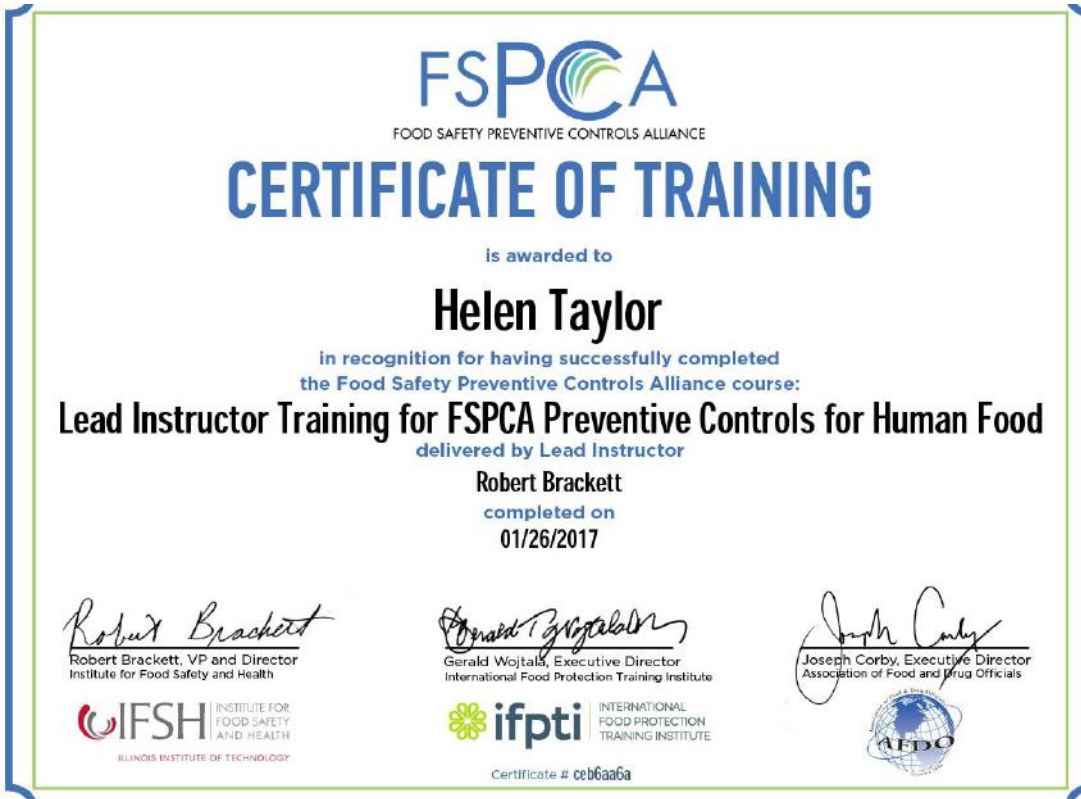 FSPCA
FOOD SAFETY PREVENTIVE CONTROLS ALLIANCE
CERTIFICATE OF TRAINING
is awarded to
Helen Taylor
in recognition for having successfully completed
the Food Safety Preventive Controls Alliance course:
Lead Instructor Training for FSPCA Preventive Controls for Human Food
delivered by Lead Instructor
Robert Brackett
completed on
01/26/2017
Robert Brackett
Robert Brackett, VP and Director
Institute for Food Safety and Health
IFSH
INSTITUTE FOR
FOOD SAFETY
AND HEALTH
ILLINOIS INSTITUTE OF TECHNOLOGY
Gerald Wojtala, Executive Director
International Food Protection Training Institute
ifpti
INTERNATIONAL
FOOD PROTECTION
TRAINING INSTITUTE
Certificate # ceb6aa6a
Joseph Corby
Joseph Corby, Executive Director
Association of Food and Drug Officials
AFDO